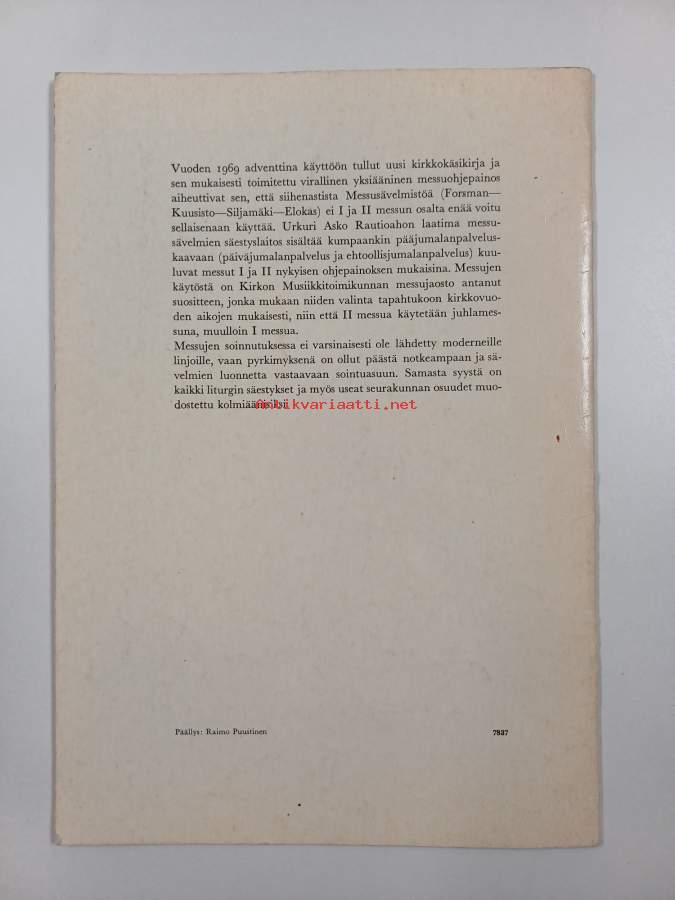 Vuoden 1969 adventtina käyttöön tullut uusi kirkkokäsikirja ja
sen mukaisesti toimitettu virallinen yksiääninen messuohjepainos
aiheuttivat sen, että siihenastista Messusävelmistöä (Forsman—
Kuusisto—Siljamäki—Elokas) ei I ja II messun osalta enää voitu
sellaisenaan käyttää. Urkuri Asko Rautioahon laatima messu-
sävelmien säestyslaitos sisältää kumpaankin pääjumalanpalvelus-
kaavaan (päiväjumalanpalvelus ja ehtoollisjumalanpalvelus) kuu-
luvat messut I ja II nykyisen ohjepainoksen mukaisina. Messujen
käytöstä on Kirkon Musiikkitoimikunnan messujaosto antanut
suositteen, jonka mukaan niiden valinta tapahtukoon kirkkovuo-
den aikojen mukaisesti, niin että II messua käytetään juhlames-
suna, muulloin I messua.
Messujen soinnutuksessa ei varsinaisesti ole lähdetty moderneille
linjoille, vaan pyrkimyksenä on ollut päästä notkeampaan ja sä-
velmien luonnetta vastaavaan sointuasuun. Samasta syystä on
kaikki liturgin säestykset ja myös useat seurakunnan osuudet muo-
dostettu kolmiäänisiksi.
antikvariaatti.net
Päällys: Raimo Puustinen
7837